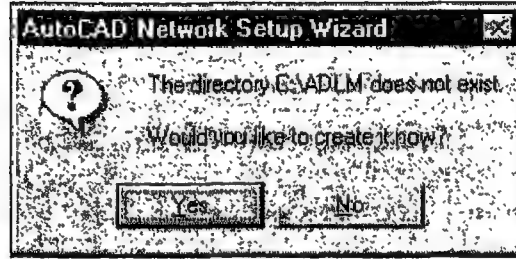 AutoCAD Network Setup Wizard
The directory C:\ADLM does not exist.
Would you like to create it now?
Yes
No